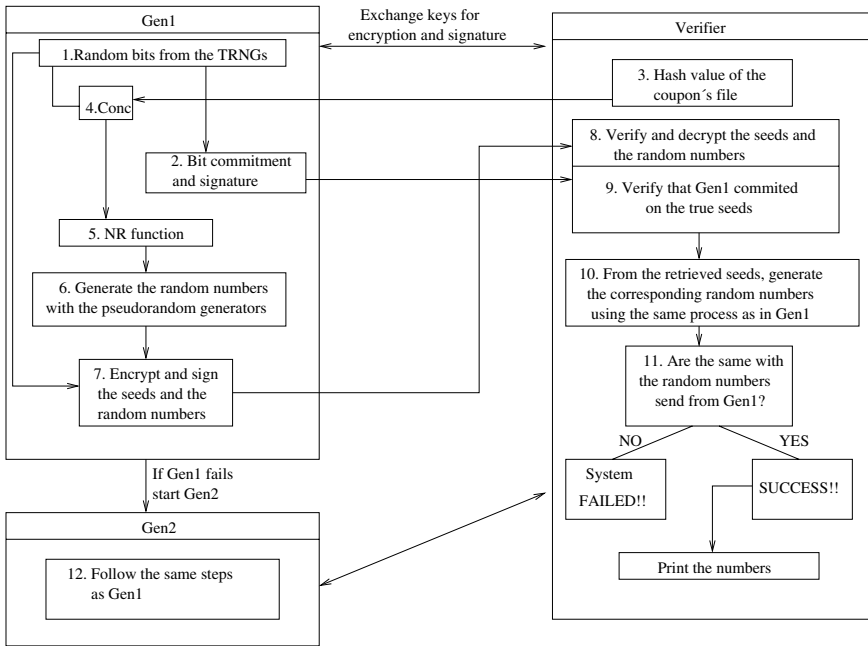 Gen1
1.Random bits from the TRNGs
4.Conc
2. Bit commitment
and signature
5. NR function
6. Generate the random numbers
with the pseudorandom generators
7. Encrypt and sign
the seeds and the
random numbers
If Gen1 fails
start Gen2
Gen2
12. Follow the same steps
as Gen1
Exchange keys for
encryption and signature
Verifier
3. Hash value of the
coupon´s file
8. Verify and decrypt the seeds and
the random numbers
9. Verify that Gen1 commited
on the true seeds
10. From the retrieved seeds, generate
the corresponding random numbers
using the same process as in Gen1
11. Are the same with
the random numbers
send from Gen1?
NO
YES
System
FAILED!!
SUCCESS!!
Print the numbers